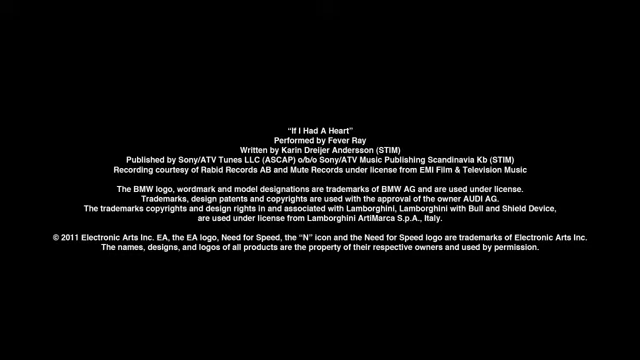 “If I Had A Heart”
Performed by Fever Ray
Written by Karin Dreijer Andersson (STIM)
Published by Sony/ATV Tunes LLC (ASCAP) o/b/o Sony/ATV Music Publishing Scandinavia Kb (STIM)
Recording courtesy of Rabid Records AB and Mute Records under license from EMI Film & Television Music
The BMW logo, wordmark and model designations are trademarks of BMW AG and are used under license.
Trademarks, design patents and copyrights are used with the approval of the owner AUDI AG.
The trademarks copyrights and design rights in and associated with Lamborghini, Lamborghini with Bull and Shield Device,
are used under license from Lamborghini ArtiMarca S.p.A., Italy.
© 2011 Electronic Arts Inc. EA, the EA logo, Need for Speed, the “N” icon and the Need for Speed logo are trademarks of Electronic Arts Inc.
The names, designs, and logos of all products are the property of their respective owners and used by permission.